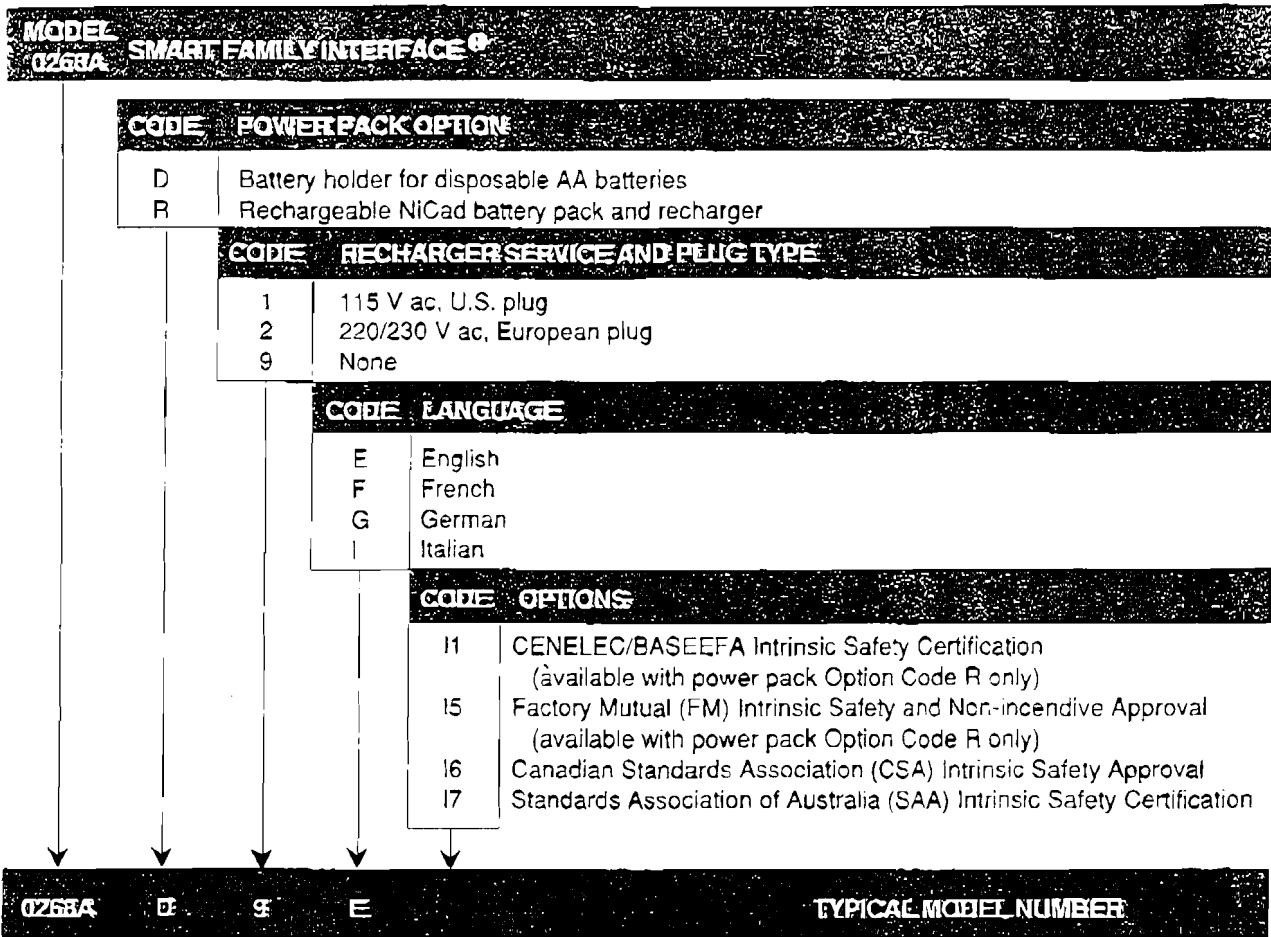 MODEL
0268A SMART FAMILY INTERFACE®
CODE POWER PACK OPTION
D Battery holder for disposable AA batteries
R Rechargeable NiCad battery pack and recharger
CODE RECHARGER SERVICE AND PLUG TYPE
1 115 V ac, U.S. plug
2 220/230 V ac, European plug
9 None
CODE LANGUAGE
E English
F French
G German
I Italian
CODE OPTIONS
I1 CENELEC/BASEEFA Intrinsic Safety Certification
(available with power pack Option Code R only)
I5 Factory Mutual (FM) Intrinsic Safety and Non-incendive Approval
(available with power pack Option Code R only)
I6 Canadian Standards Association (CSA) Intrinsic Safety Approval
I7 Standards Association of Australia (SAA) Intrinsic Safety Certification
0268A D 9 E TYPICAL MODEL NUMBER